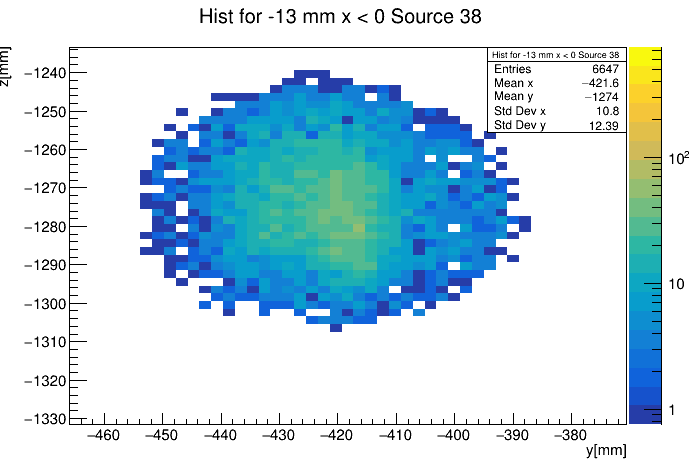 Hist for -13 mm x < 0 Source 38
z[mm]
Hist for -13 mm x < 0 Source 38
Entries 6647
Mean x −421.6
Mean y −1274
Std Dev x 10.8
Std Dev y 12.39
−1240
−1250
−1260
−1270
−1280
−1290
−1300
−1310
−1320
−1330
−460 −450 −440 −430 −420 −410 −400 −390 −380
y[mm]
10²
10
1